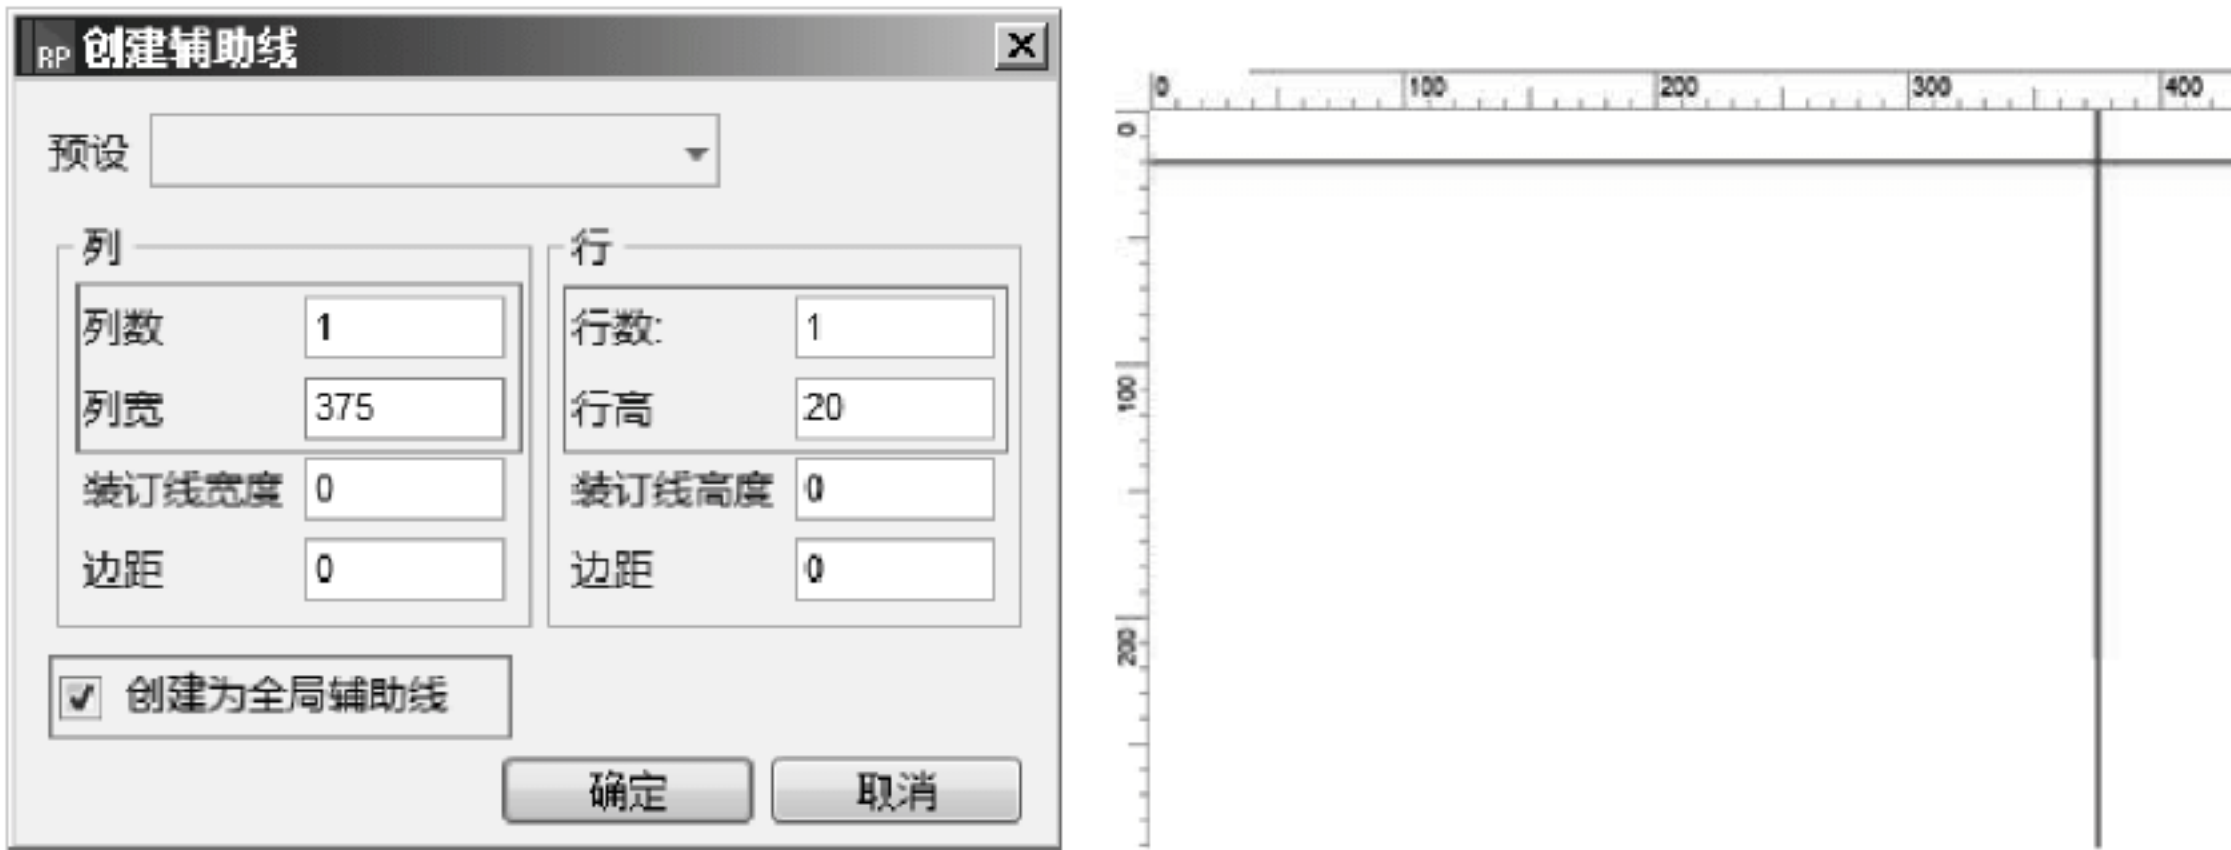 RP 创建辅助线
预设
列
列数 1
列宽 375
装订线宽度 0
边距 0
行
行数: 1
行高 20
装订线高度 0
边距 0
创建为全局辅助线
确定 取消
0 100 200 300 400
0
100
200